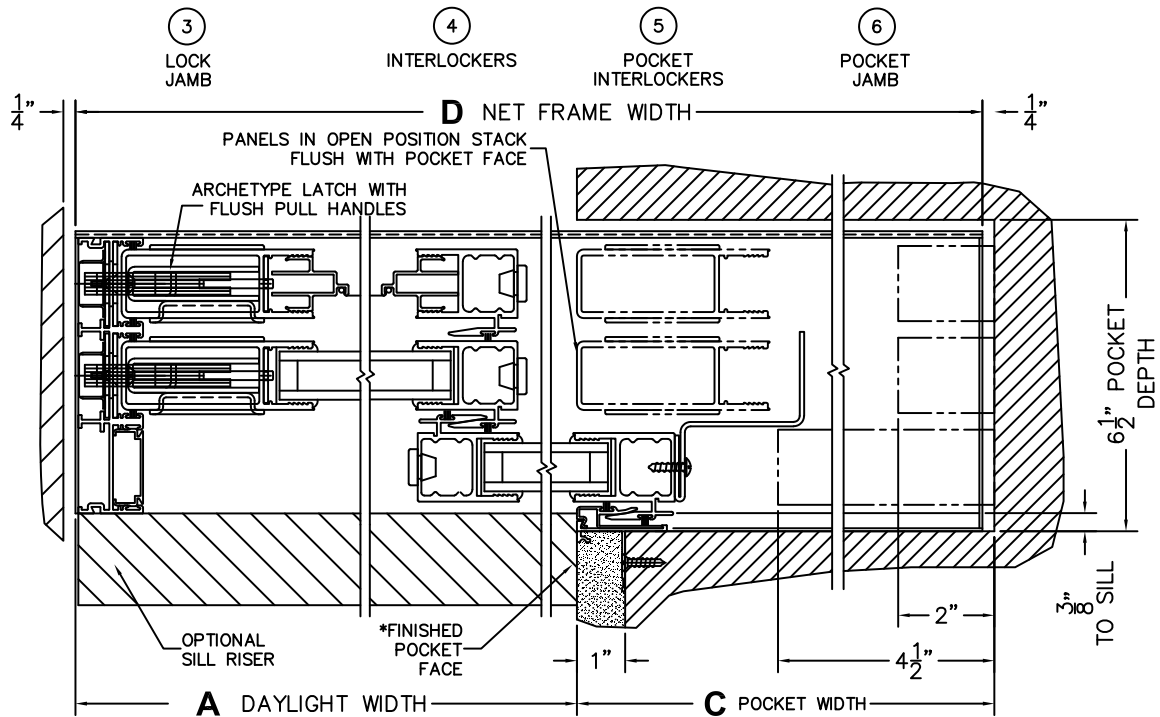 3
LOCK
JAMB
4
INTERLOCKERS
5
POCKET
INTERLOCKERS
6
POCKET
JAMB
1/4"
D NET FRAME WIDTH
1/4"
PANELS IN OPEN POSITION STACK
FLUSH WITH POCKET FACE
ARCHETYPE LATCH WITH
FLUSH PULL HANDLES
6 1/2" POCKET
DEPTH
3/8"
TO SILL
OPTIONAL
SILL RISER
*FINISHED
POCKET
FACE
1"
2"
4 1/2"
A DAYLIGHT WIDTH
C POCKET WIDTH